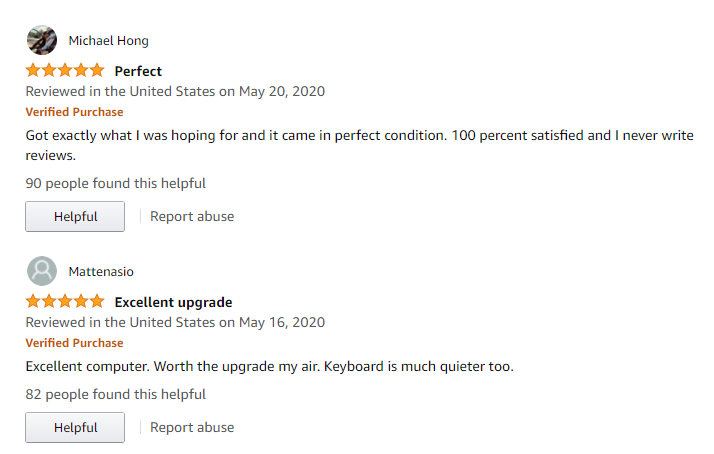 Michael Hong
Perfect
Reviewed in the United States on May 20, 2020
Verified Purchase
Got exactly what I was hoping for and it came in perfect condition. 100 percent satisfied and I never write
reviews.
90 people found this helpful
Helpful Report abuse
Mattenasio
Excellent upgrade
Reviewed in the United States on May 16, 2020
Verified Purchase
Excellent computer. Worth the upgrade my air. Keyboard is much quieter too.
82 people found this helpful
Helpful Report abuse